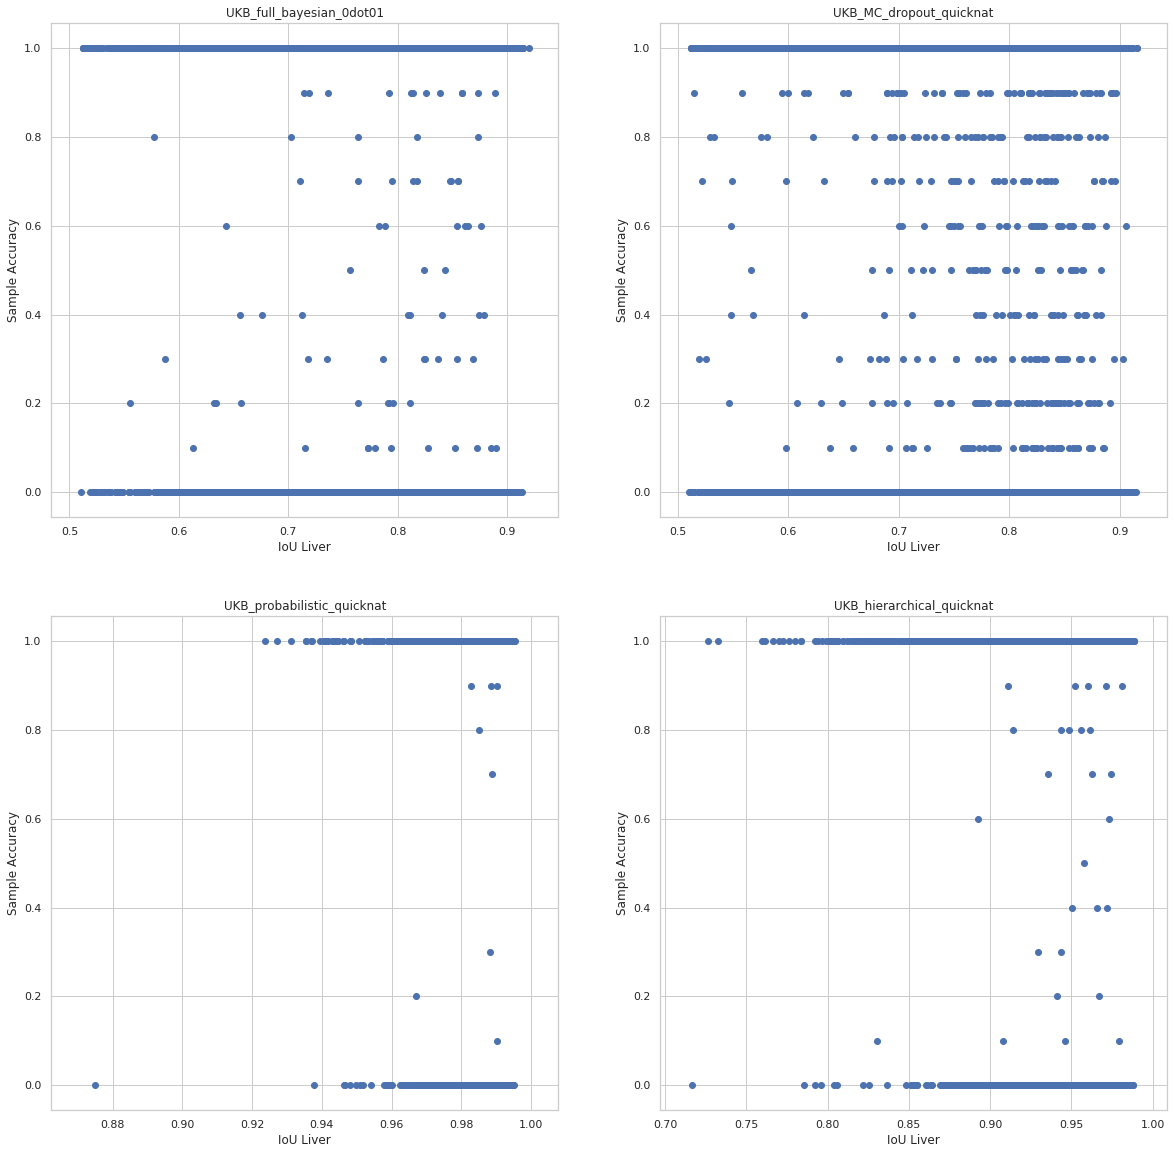 UKB_full_bayesian_0dot01
UKB_MC_dropout_quicknat
1.0
0.8
0.6
0.4
0.2
0.0
Sample Accuracy
0.5 0.6 0.7 0.8 0.9
IoU Liver
1.0
0.8
0.6
0.4
0.2
0.0
Sample Accuracy
0.5 0.6 0.7 0.8 0.9
IoU Liver
UKB_probabilistic_quicknat
UKB_hierarchical_quicknat
1.0
0.8
0.6
0.4
0.2
0.0
Sample Accuracy
0.88 0.90 0.92 0.94 0.96 0.98 1.00
IoU Liver
1.0
0.8
0.6
0.4
0.2
0.0
Sample Accuracy
0.70 0.75 0.80 0.85 0.90 0.95 1.00
IoU Liver